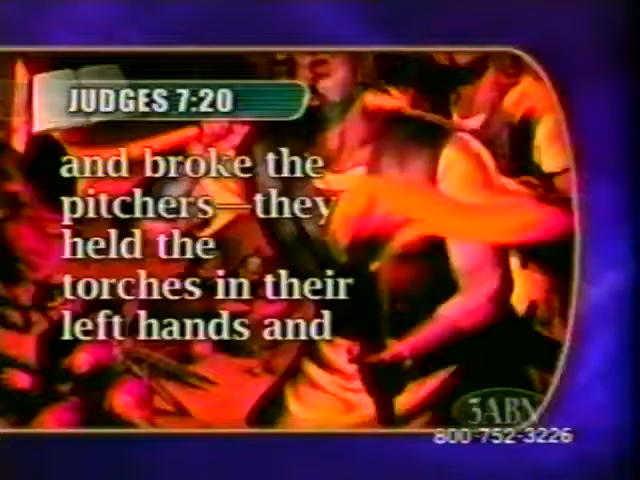 JUDGES 7:20
and broke the
pitchers—they
held the
torches in their
left hands and
3ABN
800-752-3226